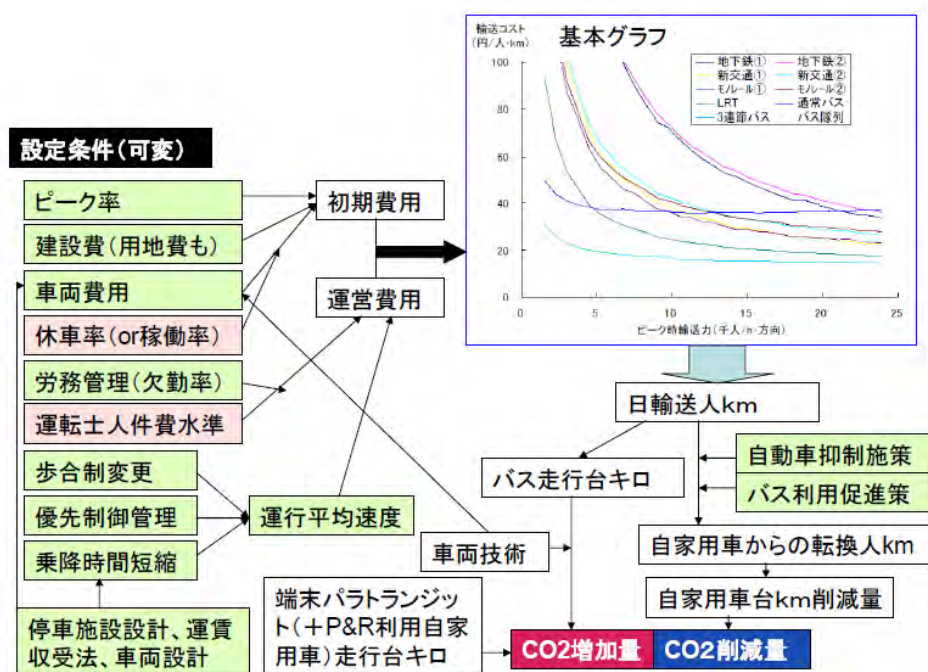 輸送コスト
(円/人・km)
基本グラフ
100
80
60
40
20
0
地下鉄①
地下鉄②
新交通①
新交通②
モノレール①
モノレール②
LRT
通常バス
3連節バス
バス隊列
0
5
10
15
20
25
ピーク時輸送力(千人/h・方向)
設定条件(可変)
ピーク率
建設費(用地費も)
車両費用
休車率(or稼働率)
労務管理(欠勤率)
運転士人件費水準
歩合制変更
優先制御管理
乗降時間短縮
停車施設設計、運賃
収受法、車両設計
初期費用
運営費用
運行平均速度
車両技術
端末パラトランジッ
ト(+P&R利用自家
用車)走行台キロ
日輸送人km
バス走行台キロ
自動車抑制施策
バス利用促進策
自家用車からの転換人km
自家用車台km削減量
CO2増加量
CO2削減量